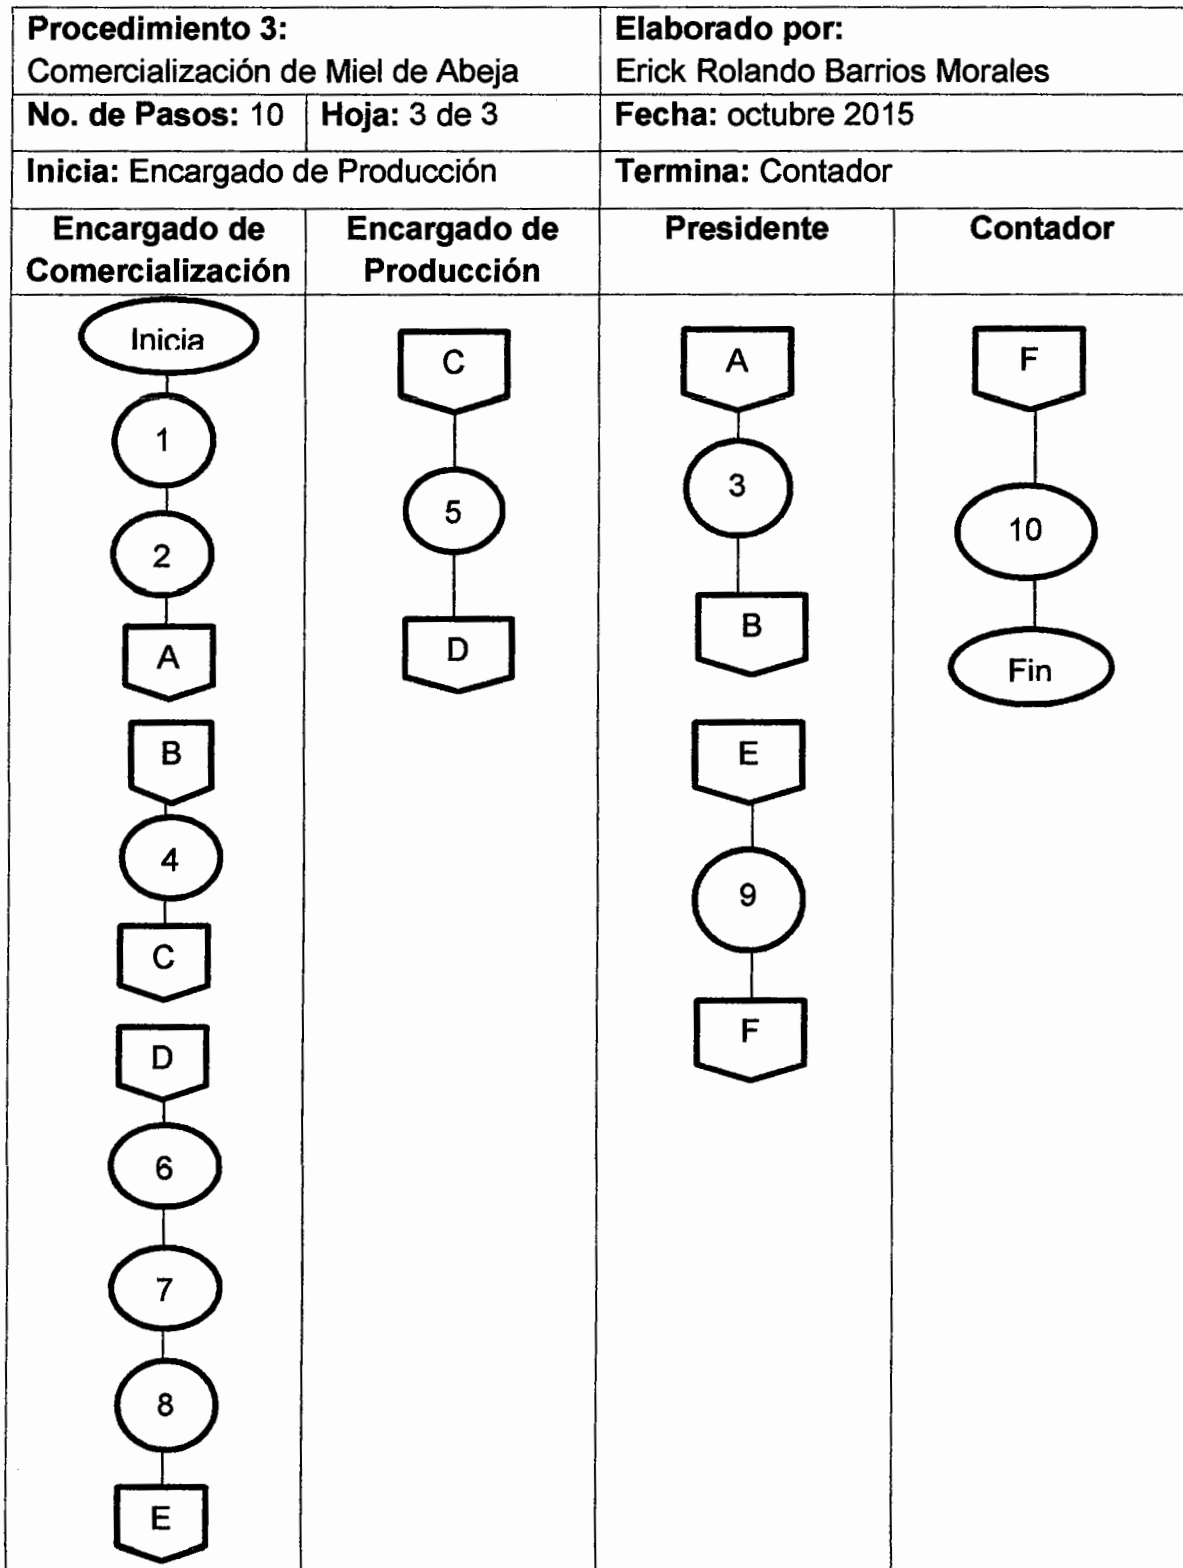 Procedimiento 3:
Comercialización de Miel de Abeja
Elaborado por:
Erick Rolando Barrios Morales
No. de Pasos: 10
Hoja: 3 de 3
Fecha: octubre 2015
Inicia: Encargado de Producción
Termina: Contador
Encargado de
Comercialización
Encargado de
Producción
Presidente
Contador
Inicia
1
2
A
B
4
C
D
6
7
8
E
C
5
D
A
3
B
E
9
F
F
10
Fin